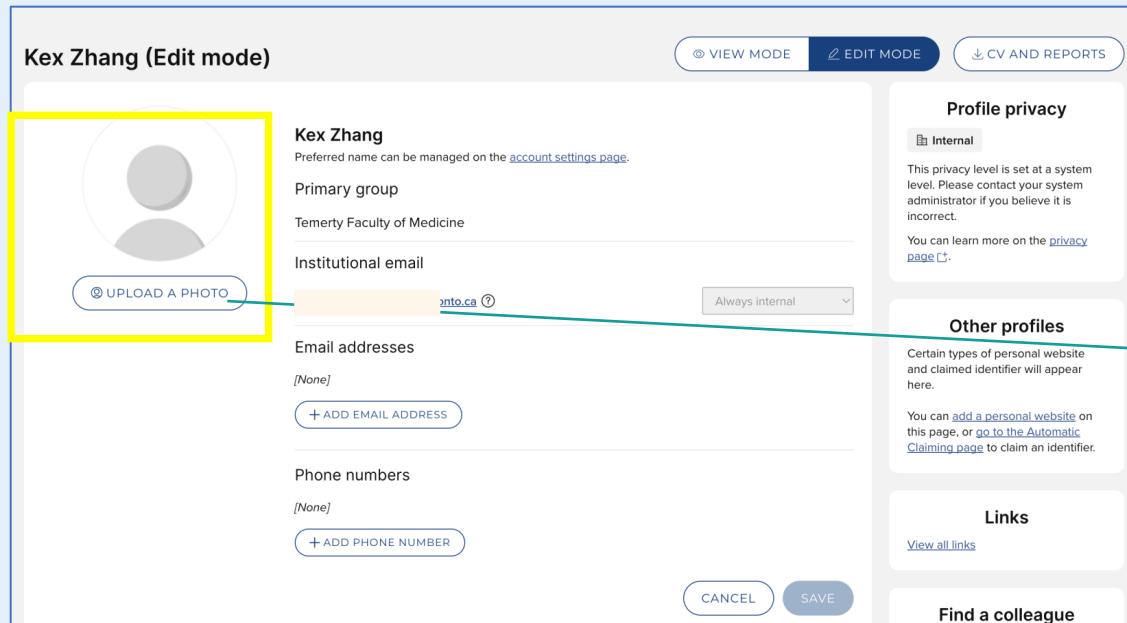 Kex Zhang (Edit mode)
VIEW MODE
EDIT MODE
CV AND REPORTS
UPLOAD A PHOTO
Kex Zhang
Preferred name can be managed on the account settings page.
Primary group
Temerty Faculty of Medicine
Institutional email
onto.ca
Always internal
Email addresses
[None]
+ ADD EMAIL ADDRESS
Phone numbers
[None]
+ ADD PHONE NUMBER
CANCEL
SAVE
Profile privacy
Internal
This privacy level is set at a system
level. Please contact your system
administrator if you believe it is
incorrect.
You can learn more on the privacy
page.
Other profiles
Certain types of personal website
and claimed identifier will appear
here.
You can add a personal website on
this page, or go to the Automatic
Claiming page to claim an identifier.
Links
View all links
Find a colleague